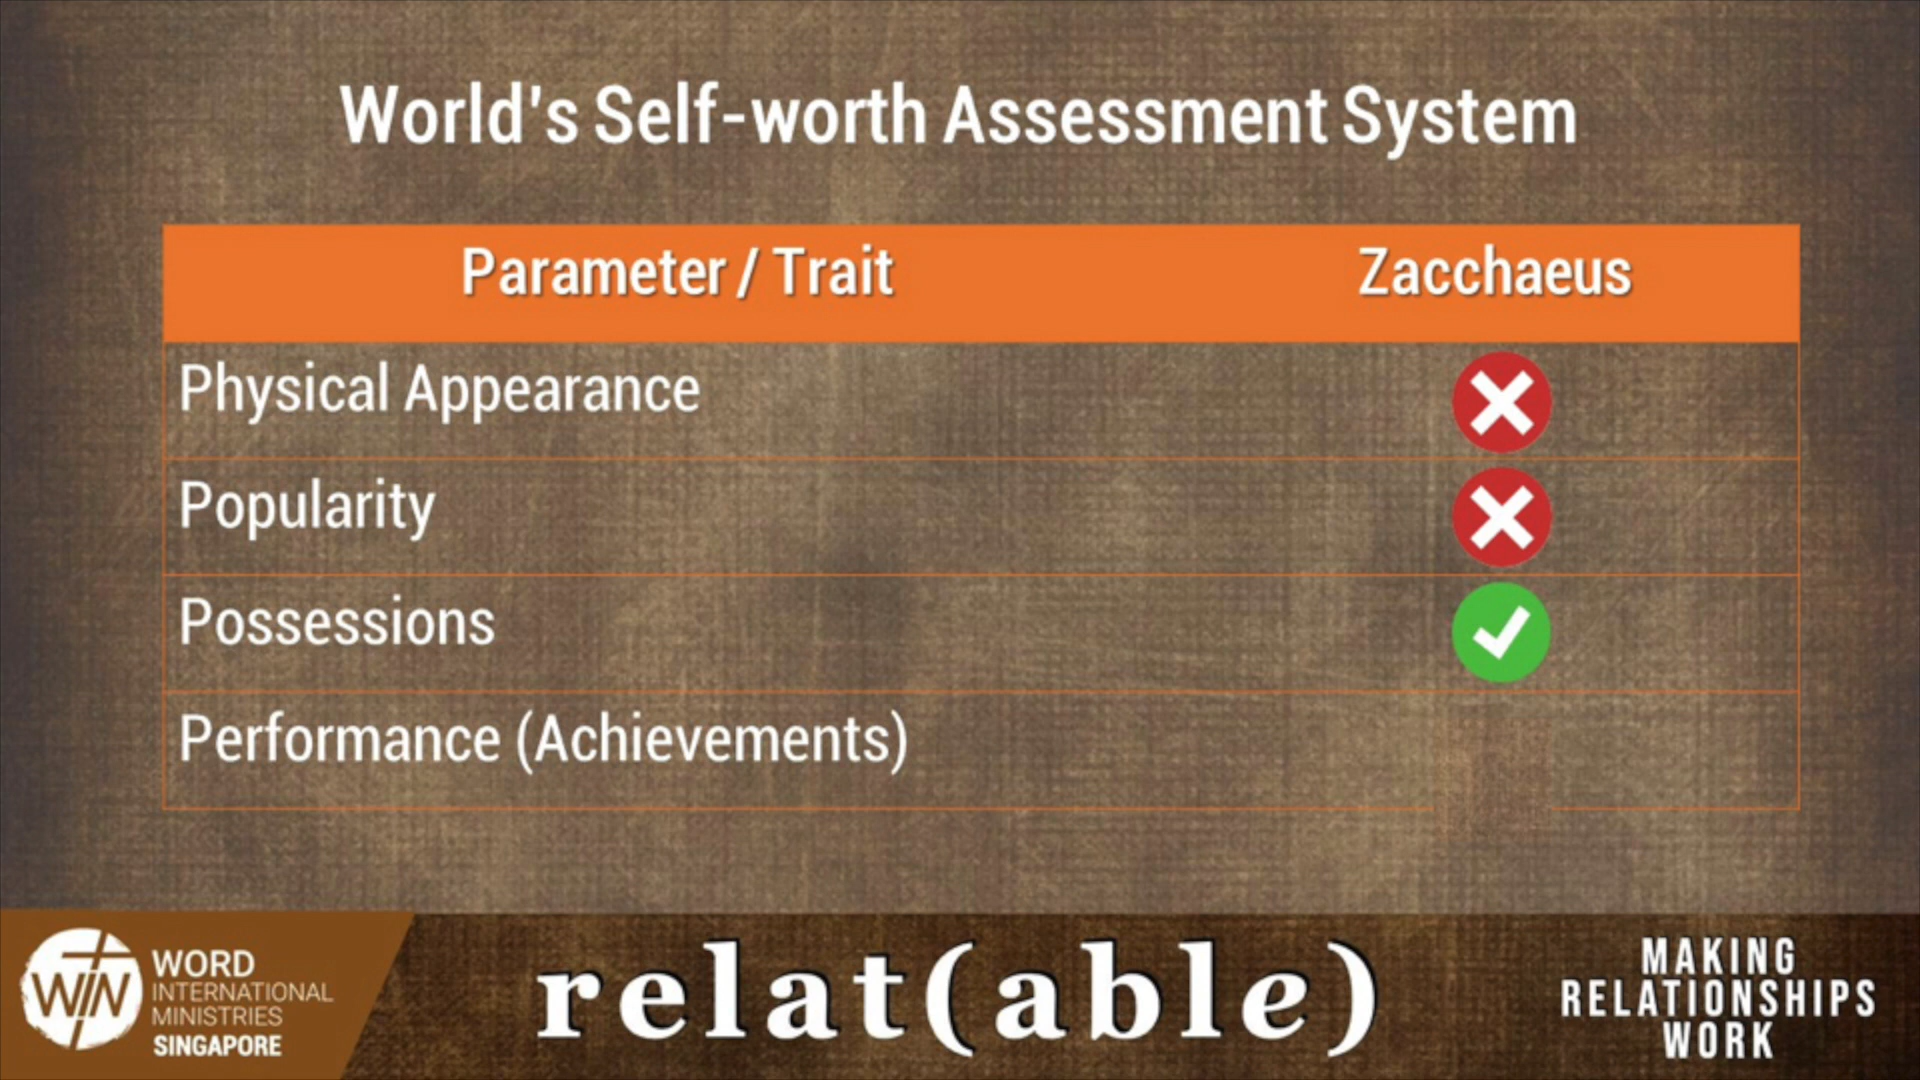 World's Self-worth Assessment System
Parameter / Trait Zacchaeus
Physical Appearance
Popularity
Possessions
Performance (Achievements)
WIN
WORD
INTERNATIONAL
MINISTRIES
SINGAPORE
relat(able)
MAKING
RELATIONSHIPS
WORK